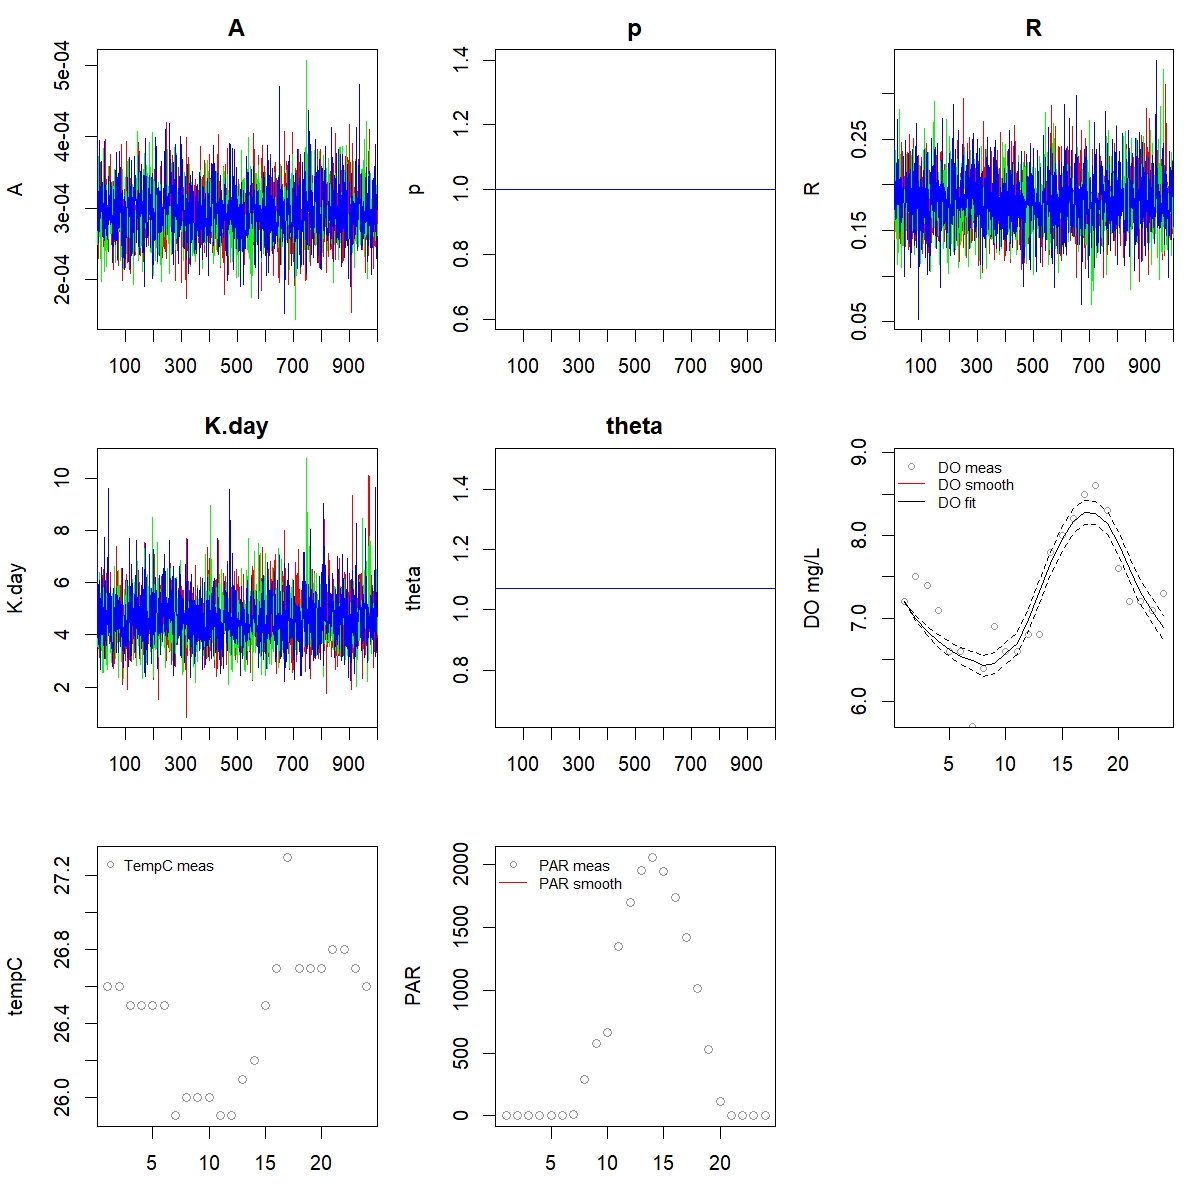 A
p
R
A
5e-04
4e-04
3e-04
2e-04
100 300 500 700 900
p
1.4
1.2
1.0
0.8
0.6
100 300 500 700 900
R
0.25
0.15
0.05
100 300 500 700 900
K.day
theta
K.day
10
8
6
4
2
100 300 500 700 900
theta
1.4
1.2
1.0
0.8
100 300 500 700 900
DO mg/L
9.0
8.0
7.0
6.0
DO meas
DO smooth
DO fit
5 10 15 20
tempC
27.2
26.8
26.4
26.0
TempC meas
5 10 15 20
PAR
2000
1500
1000
500
0
PAR meas
PAR smooth
5 10 15 20